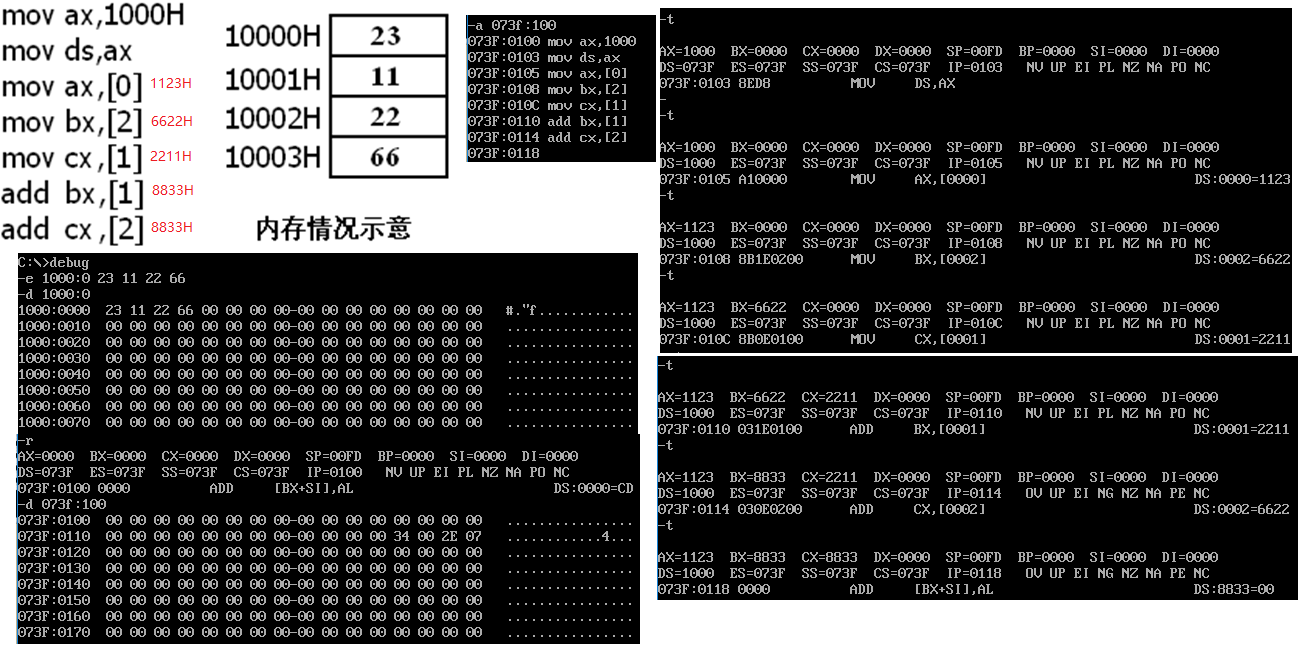 mov ax,1000H
mov ds,ax
mov ax,[0] 1123H
mov bx,[2] 6622H
mov cx,[1] 2211H
add bx,[1] 8833H
add cx,[2] 8833H
10000H 23
10001H 11
10002H 22
10003H 66
内存情况示意
-a 073f:100
073F:0100 mov ax,1000
073F:0103 mov ds,ax
073F:0105 mov ax,[0]
073F:0108 mov bx,[2]
073F:010C mov cx,[1]
073F:0110 add bx,[1]
073F:0114 add cx,[2]
073F:0118
C:\>debug
-e 1000:0 23 11 22 66
-d 1000:0
1000:0000  23 11 22 66 00 00 00 00-00 00 00 00 00 00 00 00   #."f............
1000:0010  00 00 00 00 00 00 00 00-00 00 00 00 00 00 00 00   ................
1000:0020  00 00 00 00 00 00 00 00-00 00 00 00 00 00 00 00   ................
1000:0030  00 00 00 00 00 00 00 00-00 00 00 00 00 00 00 00   ................
1000:0040  00 00 00 00 00 00 00 00-00 00 00 00 00 00 00 00   ................
1000:0050  00 00 00 00 00 00 00 00-00 00 00 00 00 00 00 00   ................
1000:0060  00 00 00 00 00 00 00 00-00 00 00 00 00 00 00 00   ................
1000:0070  00 00 00 00 00 00 00 00-00 00 00 00 00 00 00 00   ................
-r
AX=0000  BX=0000  CX=0000  DX=0000  SP=00FD  BP=0000  SI=0000  DI=0000
DS=073F  ES=073F  SS=073F  CS=073F  IP=0100   NV UP EI PL NZ NA PO NC
073F:0100 0000          ADD     [BX+SI],AL                         DS:0000=CD
-d 073f:100
073F:0100  00 00 00 00 00 00 00 00-00 00 00 00 00 00 00 00   ................
073F:0110  00 00 00 00 00 00 00 00-00 00 00 00 34 00 2E 07   ............4...
073F:0120  00 00 00 00 00 00 00 00-00 00 00 00 00 00 00 00   ................
073F:0130  00 00 00 00 00 00 00 00-00 00 00 00 00 00 00 00   ................
073F:0140  00 00 00 00 00 00 00 00-00 00 00 00 00 00 00 00   ................
073F:0150  00 00 00 00 00 00 00 00-00 00 00 00 00 00 00 00   ................
073F:0160  00 00 00 00 00 00 00 00-00 00 00 00 00 00 00 00   ................
073F:0170  00 00 00 00 00 00 00 00-00 00 00 00 00 00 00 00   ................
-t
AX=1000  BX=0000  CX=0000  DX=0000  SP=00FD  BP=0000  SI=0000  DI=0000
DS=073F  ES=073F  SS=073F  CS=073F  IP=0103   NV UP EI PL NZ NA PO NC
073F:0103 8ED8          MOV     DS,AX
-
-t
AX=1000  BX=0000  CX=0000  DX=0000  SP=00FD  BP=0000  SI=0000  DI=0000
DS=1000  ES=073F  SS=073F  CS=073F  IP=0105   NV UP EI PL NZ NA PO NC
073F:0105 A10000        MOV     AX,[0000]                          DS:0000=1123
-t
AX=1123  BX=0000  CX=0000  DX=0000  SP=00FD  BP=0000  SI=0000  DI=0000
DS=1000  ES=073F  SS=073F  CS=073F  IP=0108   NV UP EI PL NZ NA PO NC
073F:0108 8B1E0200      MOV     BX,[0002]                          DS:0002=6622
-t
AX=1123  BX=6622  CX=0000  DX=0000  SP=00FD  BP=0000  SI=0000  DI=0000
DS=1000  ES=073F  SS=073F  CS=073F  IP=010C   NV UP EI PL NZ NA PO NC
073F:010C 8B0E0100      MOV     CX,[0001]                          DS:0001=2211
-t
AX=1123  BX=6622  CX=2211  DX=0000  SP=00FD  BP=0000  SI=0000  DI=0000
DS=1000  ES=073F  SS=073F  CS=073F  IP=0110   NV UP EI PL NZ NA PO NC
073F:0110 031E0100      ADD     BX,[0001]                          DS:0001=2211
-t
AX=1123  BX=8833  CX=2211  DX=0000  SP=00FD  BP=0000  SI=0000  DI=0000
DS=1000  ES=073F  SS=073F  CS=073F  IP=0114   OV UP EI NG NZ NA PE NC
073F:0114 030E0200      ADD     CX,[0002]                          DS:0002=6622
-t
AX=1123  BX=8833  CX=8833  DX=0000  SP=00FD  BP=0000  SI=0000  DI=0000
DS=1000  ES=073F  SS=073F  CS=073F  IP=0118   OV UP EI NG NZ NA PE NC
073F:0118 0000          ADD     [BX+SI],AL                         DS:8833=00